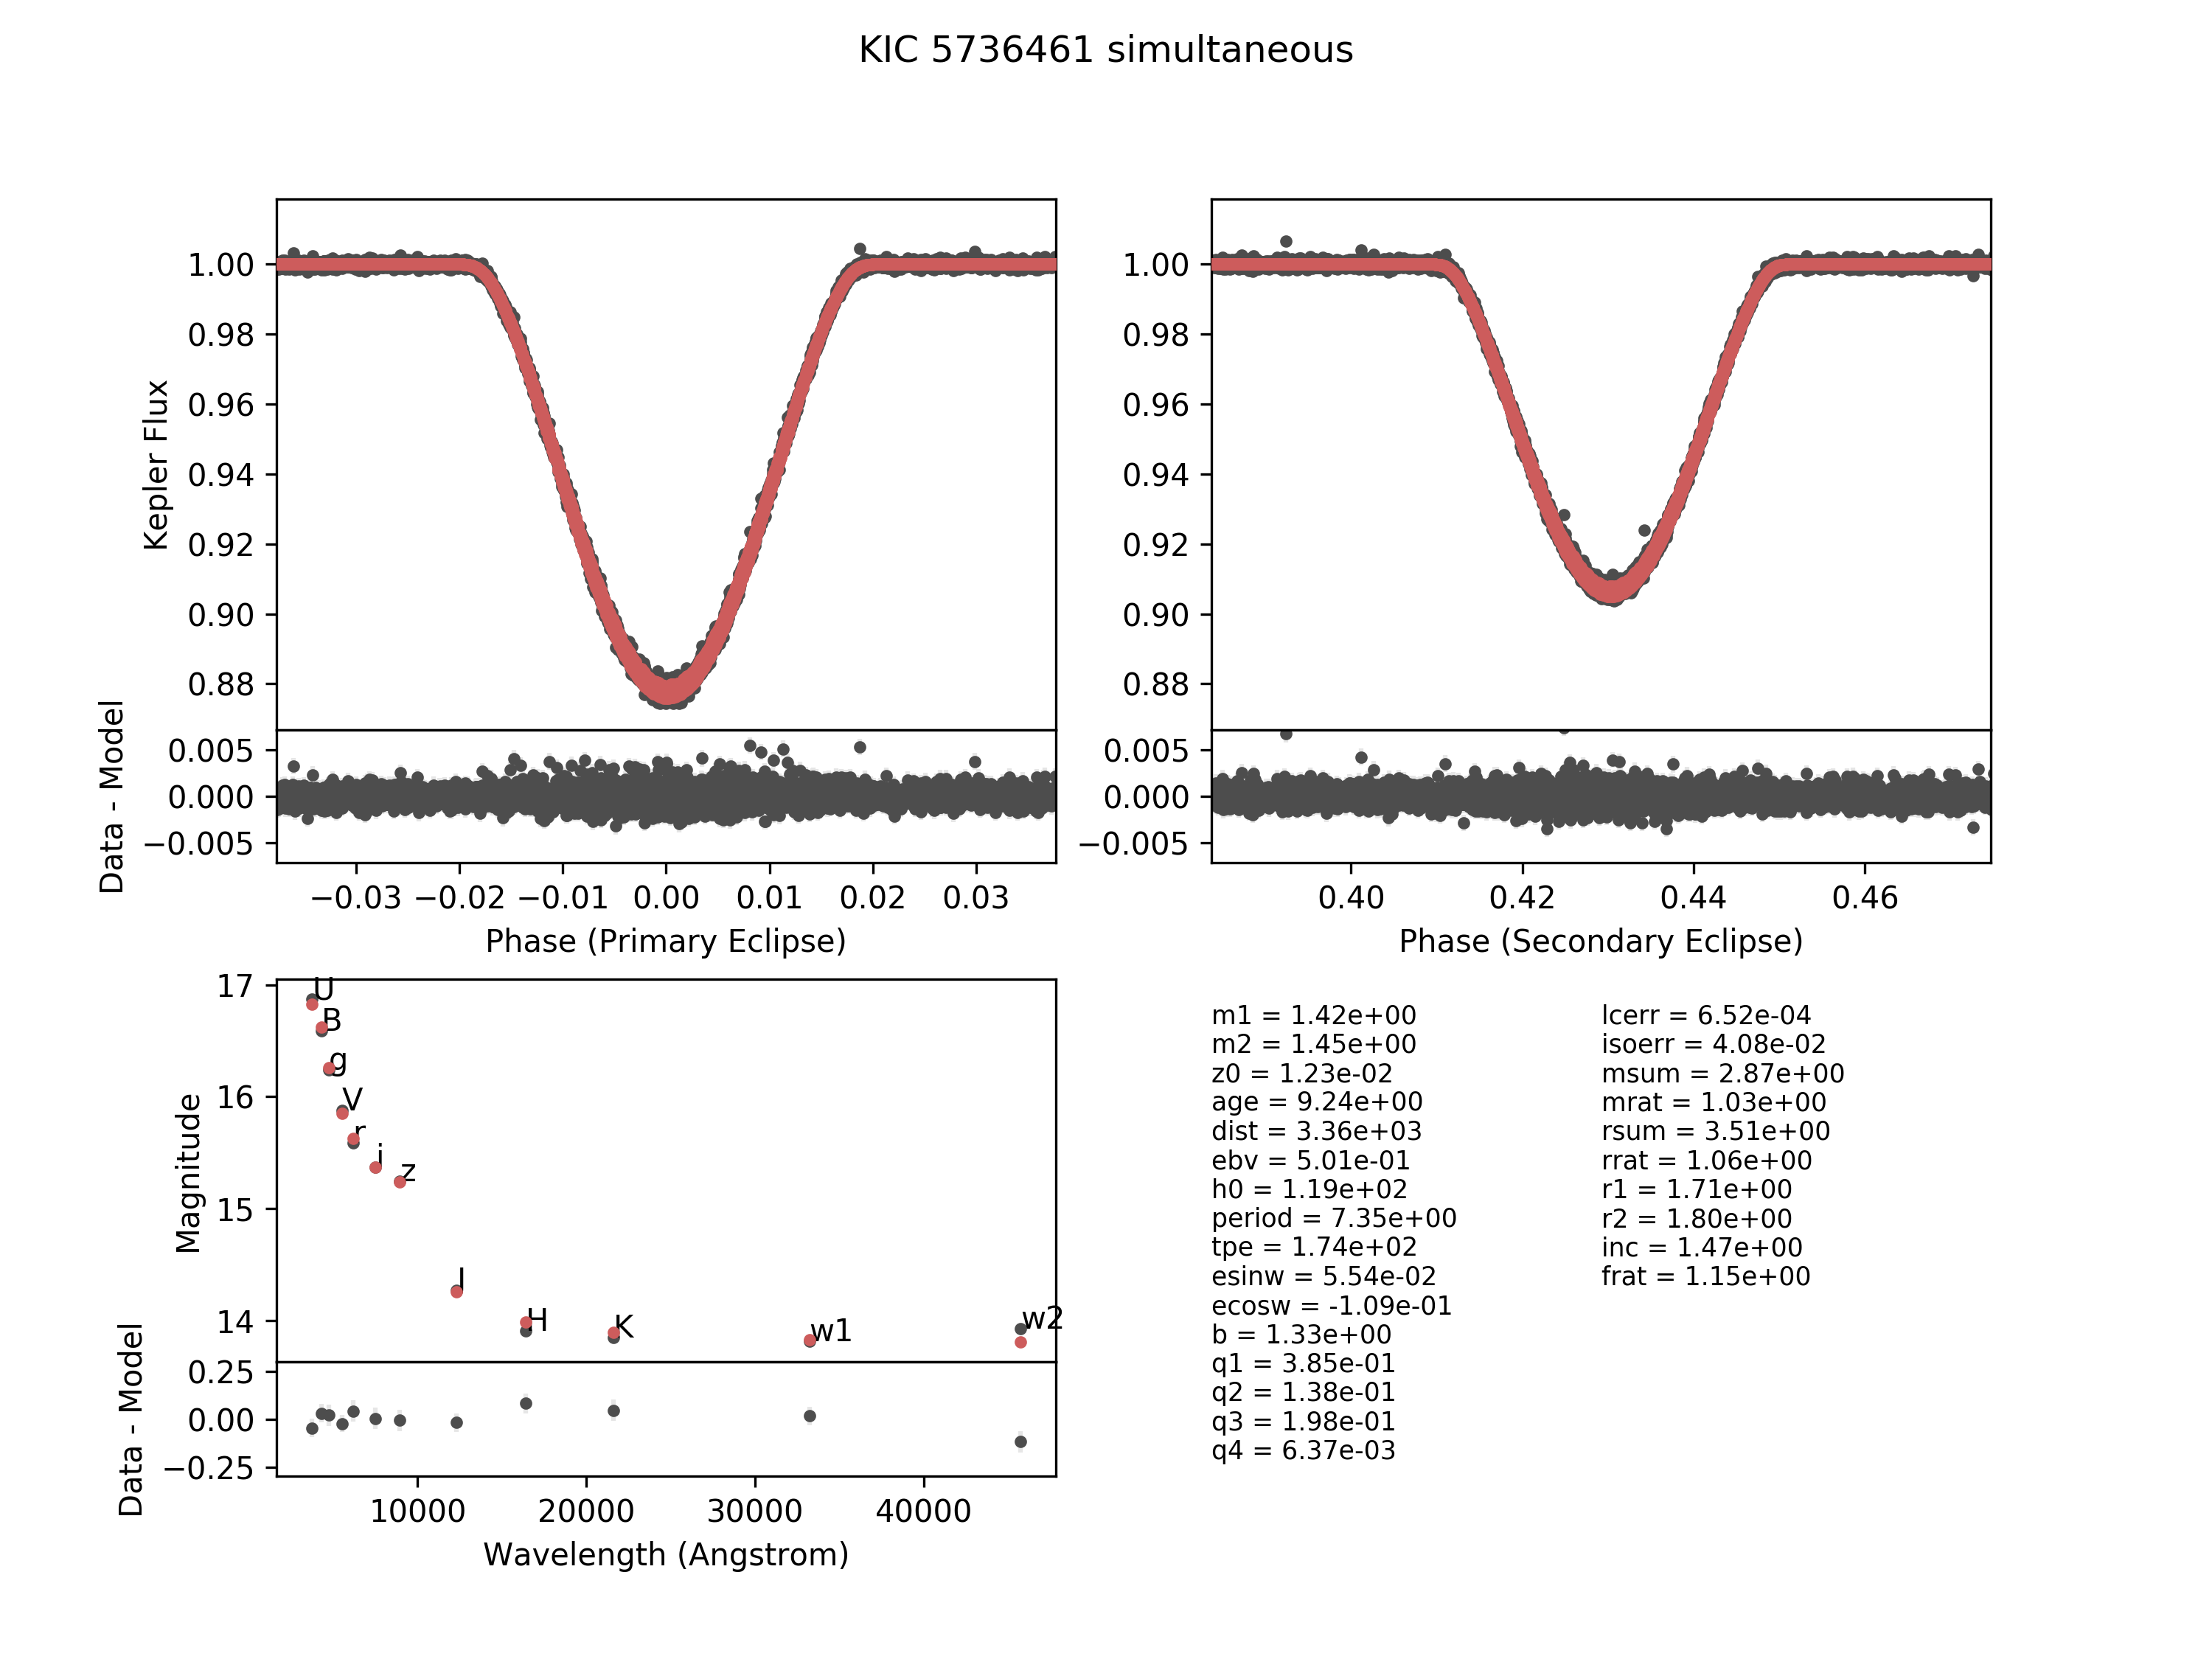 KIC 5736461 simultaneous
Kepler Flux
1.00
0.98
0.96
0.94
0.92
0.90
0.88
Data - Model
0.005
0.000
−0.005
−0.03 −0.02 −0.01 0.00 0.01 0.02 0.03
Phase (Primary Eclipse)
1.00
0.98
0.96
0.94
0.92
0.90
0.88
0.005
0.000
−0.005
0.40 0.42 0.44 0.46
Phase (Secondary Eclipse)
Magnitude
17
16
15
14
U
B
g
V
r
i
z
J
H
K
w1
w2
Data - Model
0.25
0.00
−0.25
10000 20000 30000 40000
Wavelength (Angstrom)
m1 = 1.42e+00
m2 = 1.45e+00
z0 = 1.23e-02
age = 9.24e+00
dist = 3.36e+03
ebv = 5.01e-01
h0 = 1.19e+02
period = 7.35e+00
tpe = 1.74e+02
esinw = 5.54e-02
ecosw = -1.09e-01
b = 1.33e+00
q1 = 3.85e-01
q2 = 1.38e-01
q3 = 1.98e-01
q4 = 6.37e-03
lcerr = 6.52e-04
isoerr = 4.08e-02
msum = 2.87e+00
mrat = 1.03e+00
rsum = 3.51e+00
rrat = 1.06e+00
r1 = 1.71e+00
r2 = 1.80e+00
inc = 1.47e+00
frat = 1.15e+00